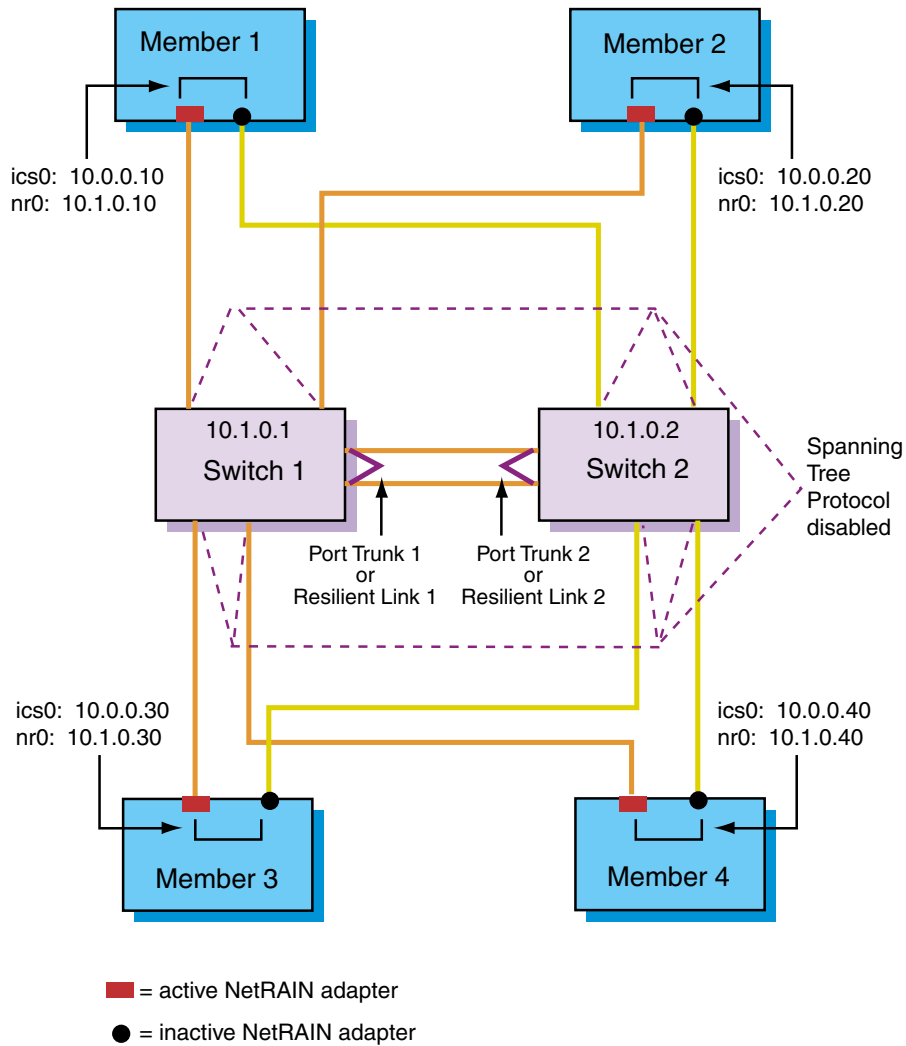 Member 1
Member 2
ics0: 10.0.0.10
nr0: 10.1.0.10
ics0: 10.0.0.20
nr0: 10.1.0.20
10.1.0.1
Switch 1
10.1.0.2
Switch 2
Spanning
Tree
Protocol
disabled
Port Trunk 1
or
Resilient Link 1
Port Trunk 2
or
Resilient Link 2
ics0: 10.0.0.30
nr0: 10.1.0.30
ics0: 10.0.0.40
nr0: 10.1.0.40
Member 3
Member 4
= active NetRAIN adapter
= inactive NetRAIN adapter